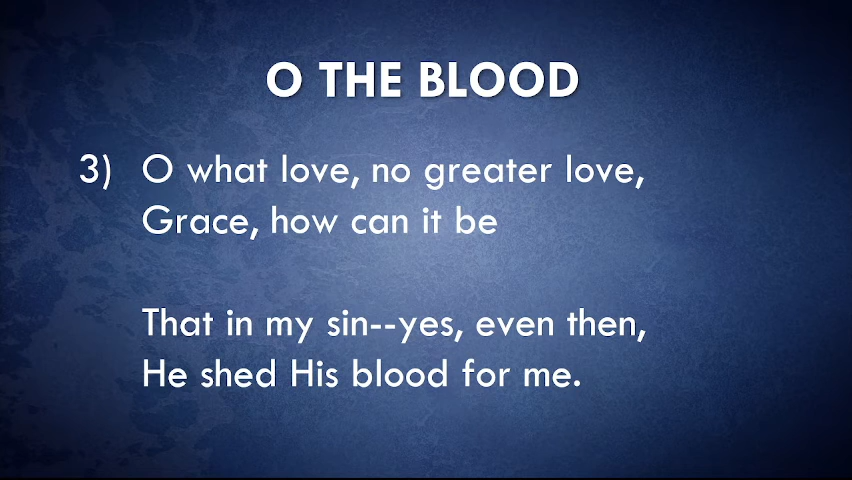 O THE BLOOD
3) O what love, no greater love,
Grace, how can it be
That in my sin--yes, even then,
He shed His blood for me.